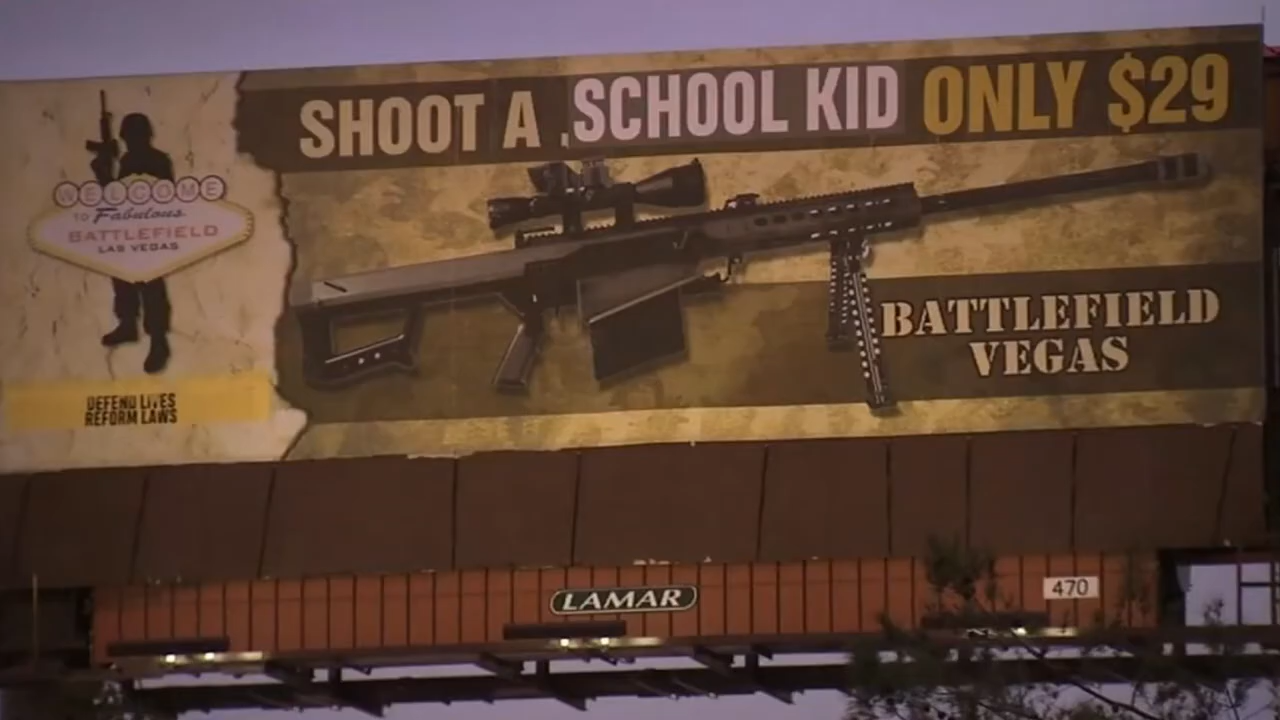 SHOOT A SCHOOL KID ONLY $29
WELCOME
TO Fabulous
BATTLEFIELD
LAS VEGAS
BATTLEFIELD
VEGAS
DEFEND LIVES
REFORM LAWS
LAMAR
470